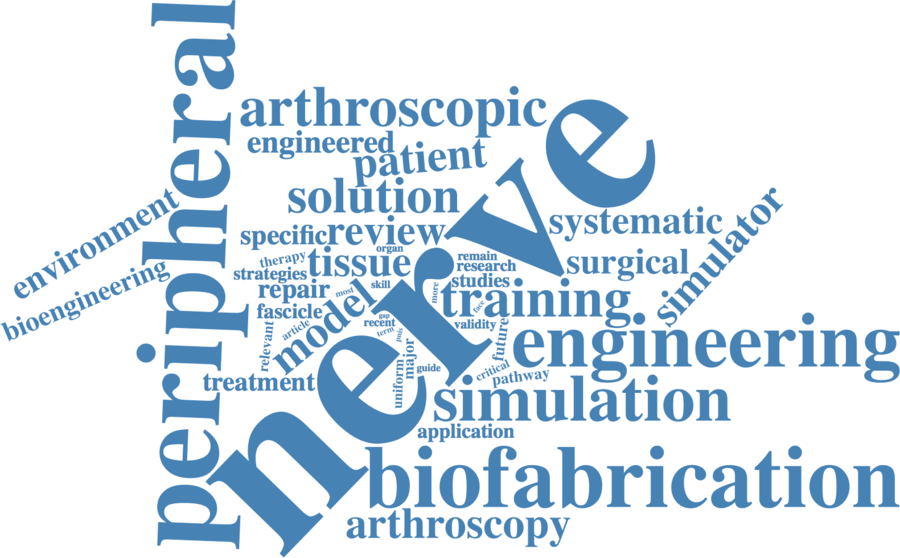 peripheral
nerve
arthroscopic
engineered
patient
solution
environment
systematic
simulator
specific
review
organ
therapy
tissue
remain
research
surgical
bioengineering
strategies
skill
studies
repair
most
more
training
fascicle
model
face
gap
recent
validity
term
pnis
article
relevant
future
engineering
major
treatment
uniform
guide
critical
pathway
simulation
application
biofabrication
arthroscopy